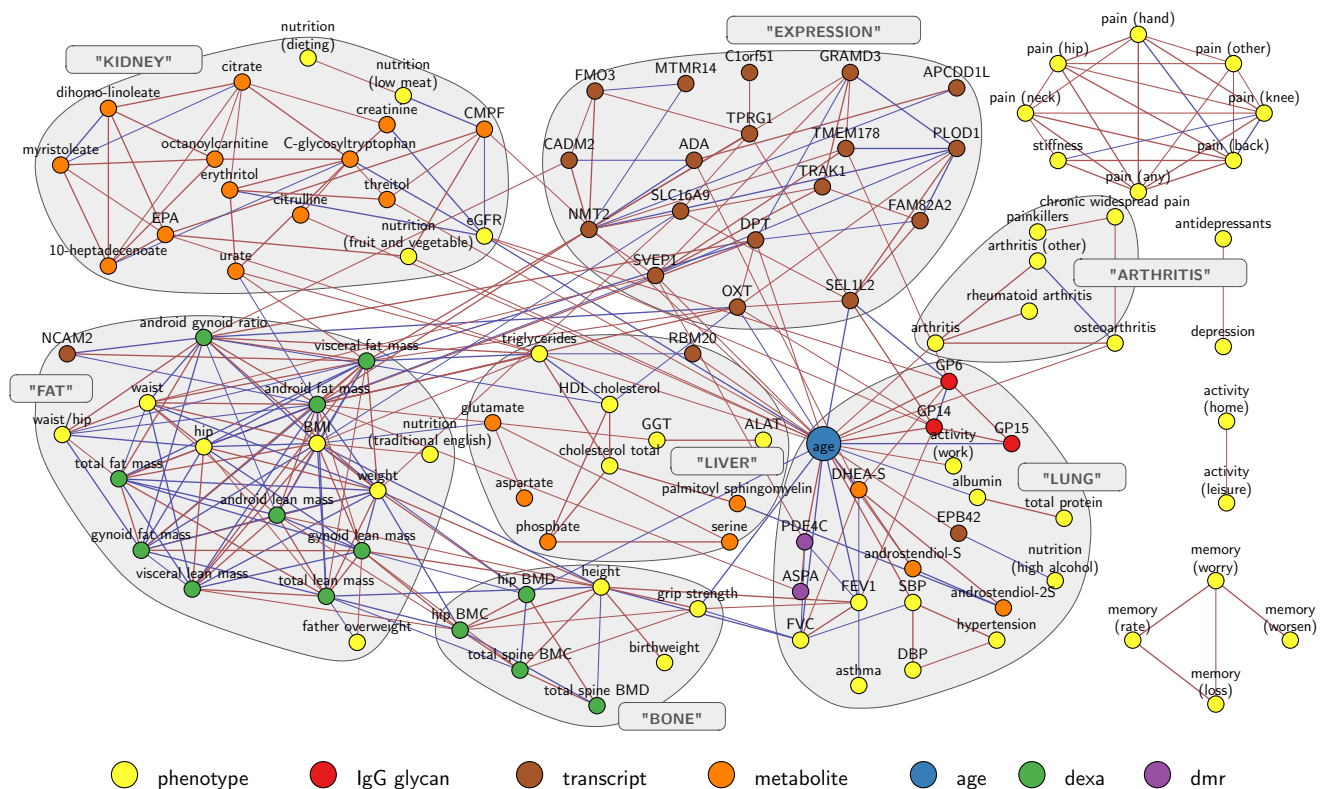 "KIDNEY"
nutrition
(dieting)
citrate
dihomo-linoleate
nutrition
(low meat)
creatinine
CMPF
myristoleate
octanoylcarnitine
C-glycosyltryptophan
erythritol
citrulline
threitol
EPA
eGFR
nutrition
(fruit and vegetable)
10-heptadecenoate
urate
"EXPRESSION"
FMO3
MTMR14
C1orf51
GRAMD3
APCDD1L
TPRG1
CADM2
ADA
TMEM178
PLOD1
TRAK1
SLC16A9
NMT2
DPT
FAM82A2
SVEP1
OXT
SEL1L2
pain (hand)
pain (hip)
pain (other)
pain (neck)
pain (knee)
stiffness
pain (back)
pain (any)
chronic widespread pain
painkillers
arthritis (other)
"ARTHRITIS"
rheumatoid arthritis
arthritis
osteoarthritis
antidepressants
depression
NCAM2
android gynoid ratio
visceral fat mass
"FAT"
waist
android fat mass
waist/hip
hip
BMI
nutrition
(traditional english)
total fat mass
weight
android lean mass
gynoid fat mass
gynoid lean mass
visceral lean mass
total lean mass
father overweight
triglycerides
RBM20
HDL cholesterol
glutamate
GGT
ALAT
cholesterol total
"LIVER"
aspartate
palmitoyl sphingomyelin
phosphate
serine
age
GP6
GP14
GP15
activity
(work)
DHEA-S
albumin
"LUNG"
total protein
PDE4C
EPB42
androstendiol-S
nutrition
(high alcohol)
ASPA
FEV1
SBP
androstendiol-2S
FVC
hypertension
DBP
asthma
activity
(home)
activity
(leisure)
memory
(worry)
memory
(rate)
memory
(worsen)
memory
(loss)
hip BMD
height
grip strength
hip BMC
total spine BMC
birthweight
total spine BMD
"BONE"
phenotype
IgG glycan
transcript
metabolite
age
dexa
dmr